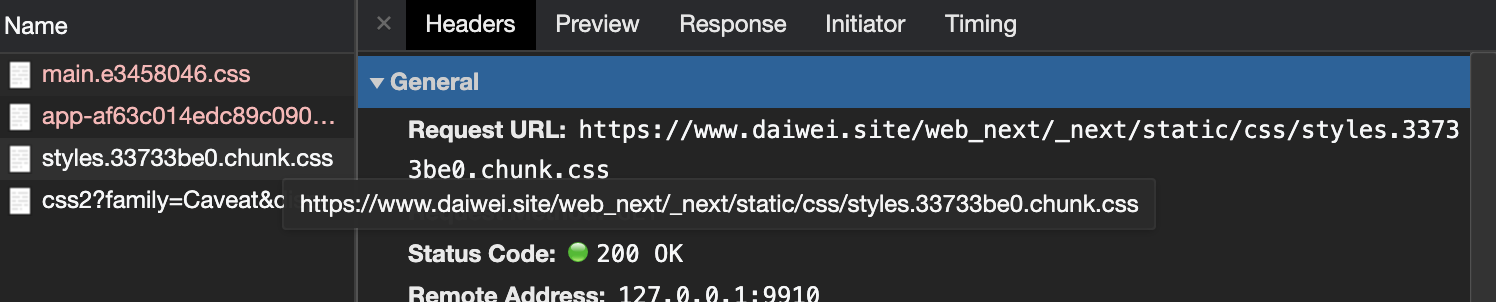 Name
× Headers Preview Response Initiator Timing
main.e3458046.css
app-af63c014edc89c090...
styles.33733be0.chunk.css
css2?family=Caveat&
▼ General
Request URL: https://www.daiwei.site/web_next/_next/static/css/styles.3373
3be0.chunk.css
https://www.daiwei.site/web_next/_next/static/css/styles.33733be0.chunk.css
Status Code: 200 OK
Remote Address: 127.0.0.1:9910